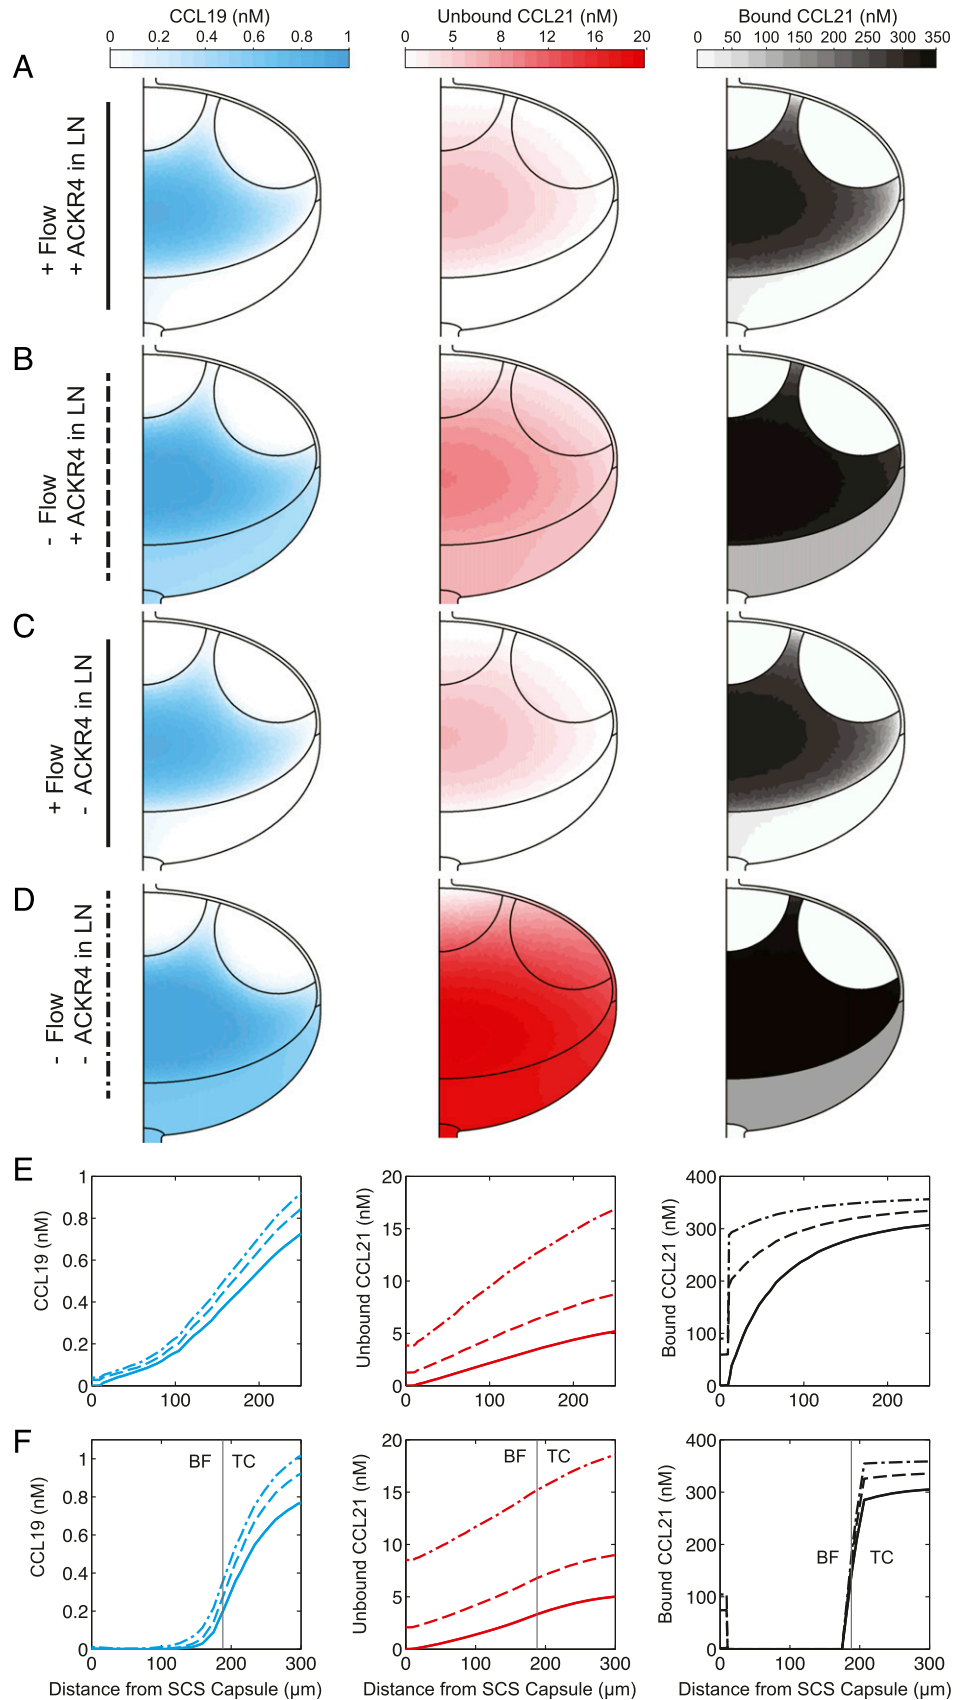 CCL19 (nM) Unbound CCL21 (nM) Bound CCL21 (nM)
0 0.2 0.4 0.6 0.8 1 0 5 8 12 16 20 0 50 100 150 200 250 300 350
A
+ Flow
+ ACKR4 in LN
B
- Flow
+ ACKR4 in LN
C
+ Flow
- ACKR4 in LN
D
- Flow
- ACKR4 in LN
E
CCL19 (nM)
1
0.8
0.6
0.4
0.2
0
0 100 200
Unbound CCL21 (nM)
20
15
10
5
0
0 100 200
Bound CCL21 (nM)
400
300
200
100
0
0 100 200
F
CCL19 (nM)
1
0.8
0.6
0.4
0.2
0
BF TC
0 100 200 300
Distance from SCS Capsule (µm)
Unbound CCL21 (nM)
20
15
10
5
0
BF TC
0 100 200 300
Distance from SCS Capsule (µm)
Bound CCL21 (nM)
400
300
200
100
0
BF TC
0 100 200 300
Distance from SCS Capsule (µm)